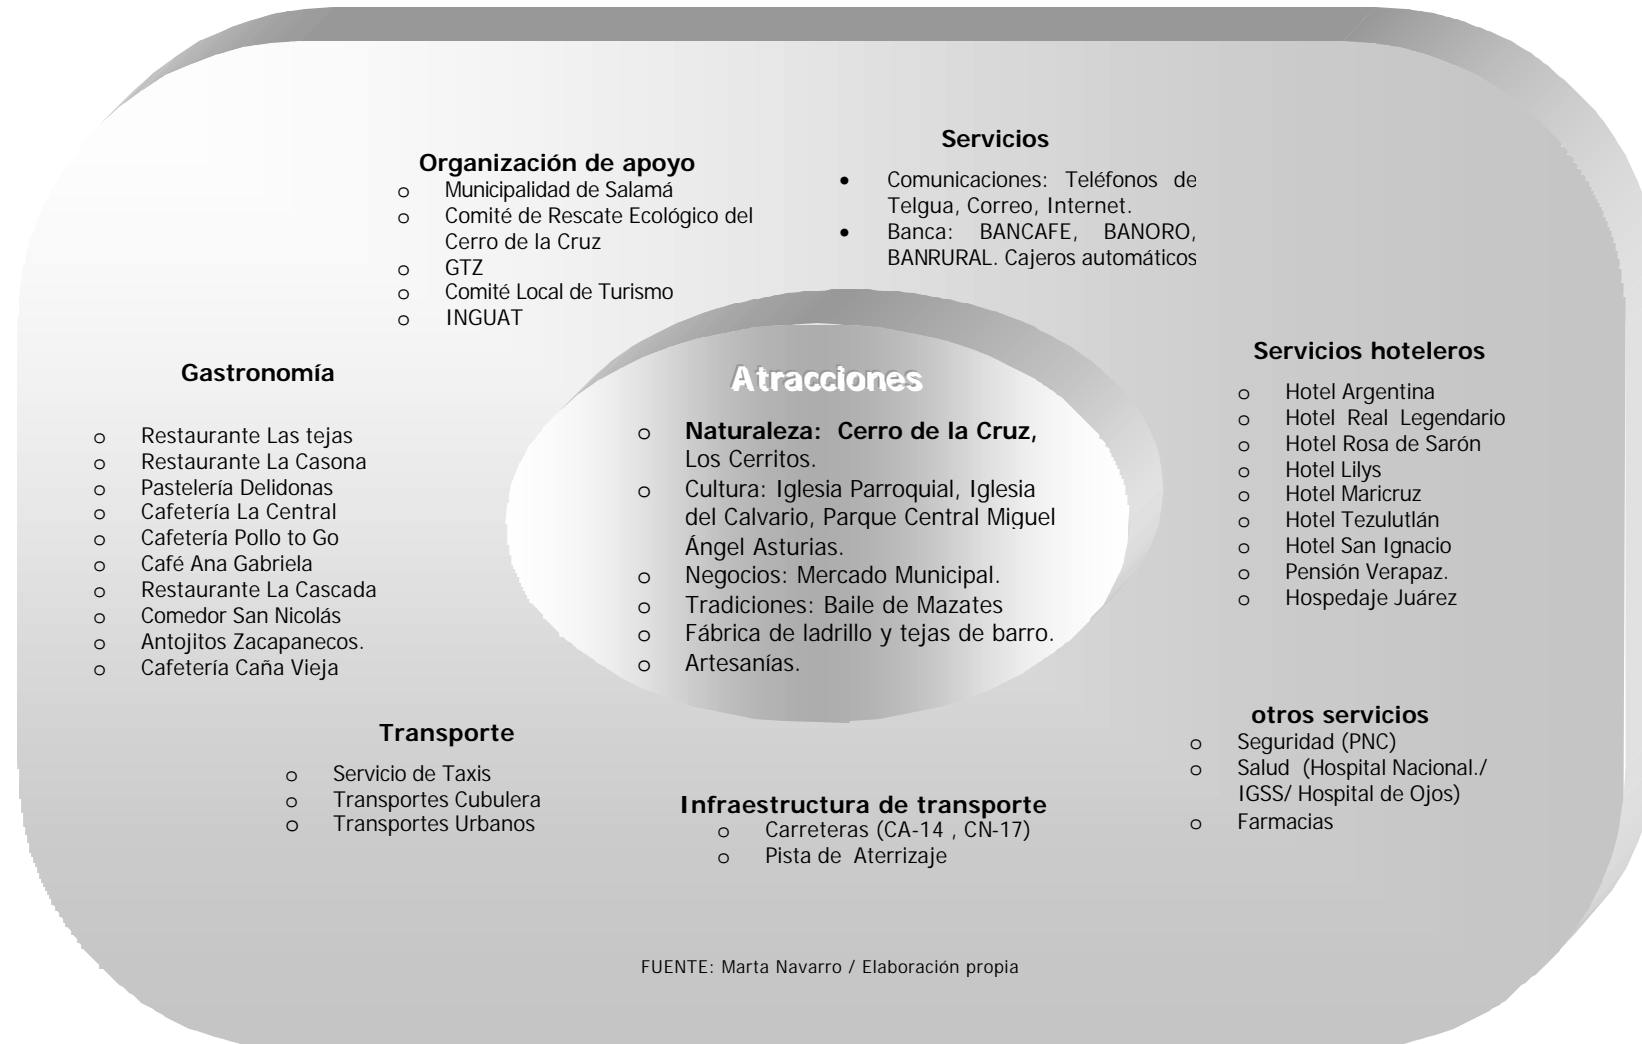 Servicios
Comunicaciones: Teléfonos de
Telgua, Correo, Internet.
Banca: BANCAFE, BANORO,
BANRURAL. Cajeros automáticos
Organización de apoyo
o Municipalidad de Salamá
o Comité de Rescate Ecológico del
Cerro de la Cruz
o GTZ
o Comité Local de Turismo
o INGUAT
Gastronomía
o Restaurante Las tejas
o Restaurante La Casona
o Pastelería Delidonas
o Cafetería La Central
o Cafetería Pollo to Go
o Café Ana Gabriela
o Restaurante La Cascada
o Comedor San Nicolás
o Antojitos Zacapanecos.
o Cafetería Caña Vieja
Atracciones
o Naturaleza: Cerro de la Cruz,
Los Cerritos.
o Cultura: Iglesia Parroquial, Iglesia
del Calvario, Parque Central Miguel
Ángel Asturias.
o Negocios: Mercado Municipal.
o Tradiciones: Baile de Mazates
o Fábrica de ladrillo y tejas de barro.
o Artesanías.
Servicios hoteleros
o Hotel Argentina
o Hotel Real Legendario
o Hotel Rosa de Sarón
o Hotel Lilys
o Hotel Maricruz
o Hotel Tezulutlán
o Hotel San Ignacio
o Pensión Verapaz.
o Hospedaje Juárez
Transporte
o Servicio de Taxis
o Transportes Cubulera
o Transportes Urbanos
Infraestructura de transporte
o Carreteras (CA-14 , CN-17)
o Pista de Aterrizaje
otros servicios
o Seguridad (PNC)
o Salud (Hospital Nacional./
IGSS/ Hospital de Ojos)
o Farmacias
FUENTE: Marta Navarro / Elaboración propia